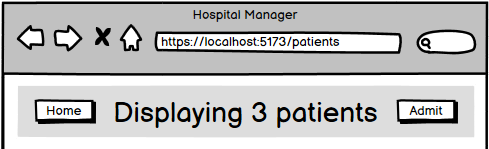 Hospital Manager
https://localhost:5173/patients
Home Displaying 3 patients Admit